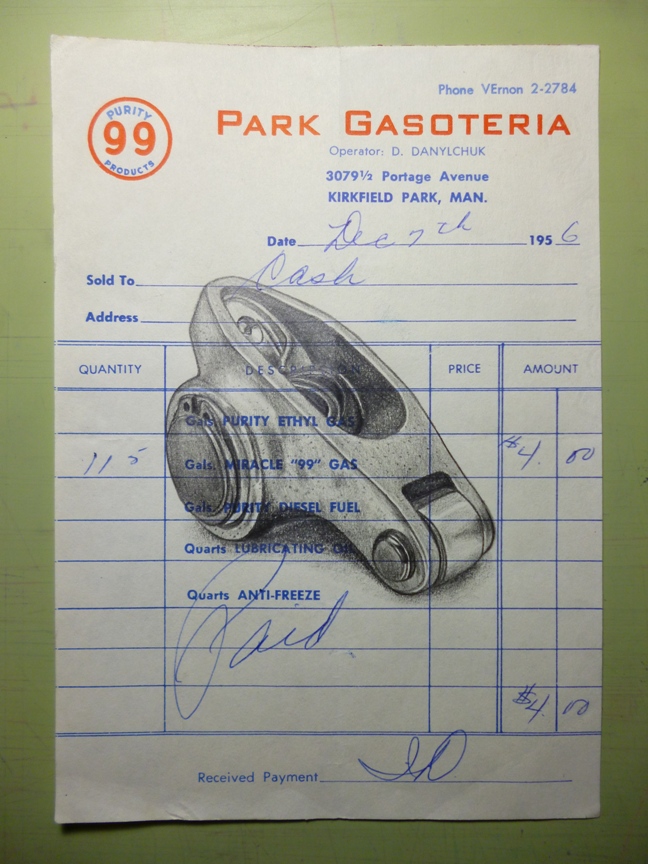 Phone VErnon 2-2784
PURITY
99
PRODUCTS
PARK GASOTERIA
Operator: D. DANYLCHUK
3079½ Portage Avenue
KIRKFIELD PARK, MAN.
Date Dec 7th 1956
Sold To Cash
Address
QUANTITY DESCRIPTION PRICE AMOUNT
Gals. PURITY ETHYL GAS
11 5 Gals. MIRACLE "99" GAS $4. 00
Gals. PURITY DIESEL FUEL
Quarts LUBRICATING OIL
Quarts ANTI-FREEZE
Paid
$4. 00
Received Payment